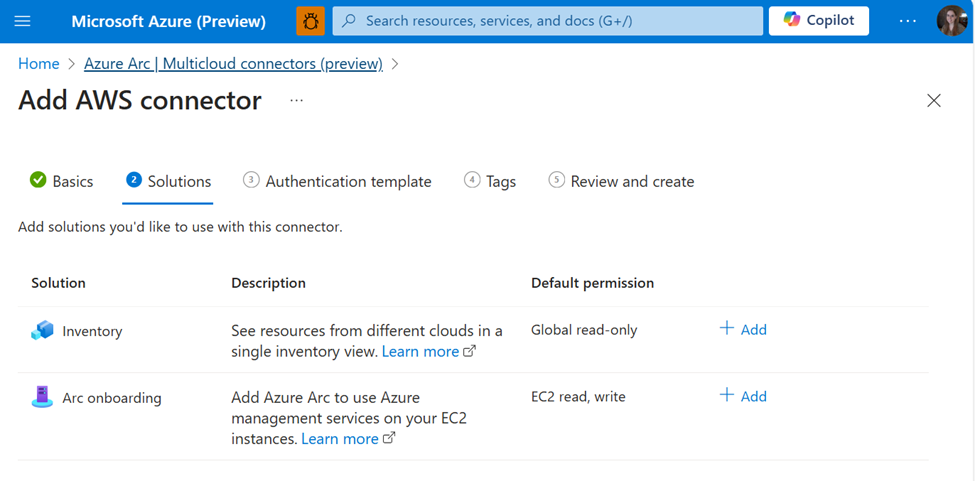 Microsoft Azure (Preview)
Search resources, services, and docs (G+/)
Copilot
Home > Azure Arc | Multicloud connectors (preview) >
Add AWS connector
Basics
2 Solutions
3 Authentication template
4 Tags
5 Review and create
Add solutions you'd like to use with this connector.
Solution Description Default permission
Inventory
See resources from different clouds in a
single inventory view. Learn more
Global read-only
+ Add
Arc onboarding
Add Azure Arc to use Azure
management services on your EC2
instances. Learn more
EC2 read, write
+ Add